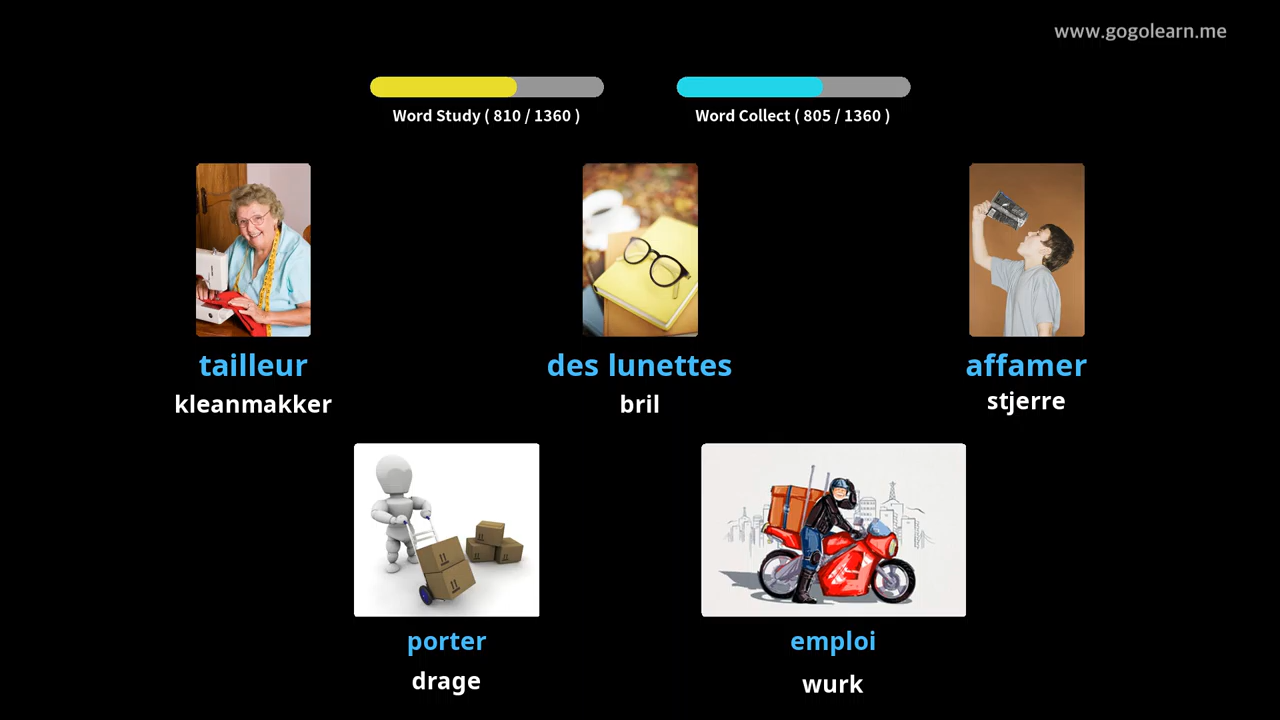 www.gogolearn.me
Word Study ( 810 / 1360 )
Word Collect ( 805 / 1360 )
tailleur
kleanmakker
des lunettes
bril
affamer
stjerre
porter
drage
emploi
wurk